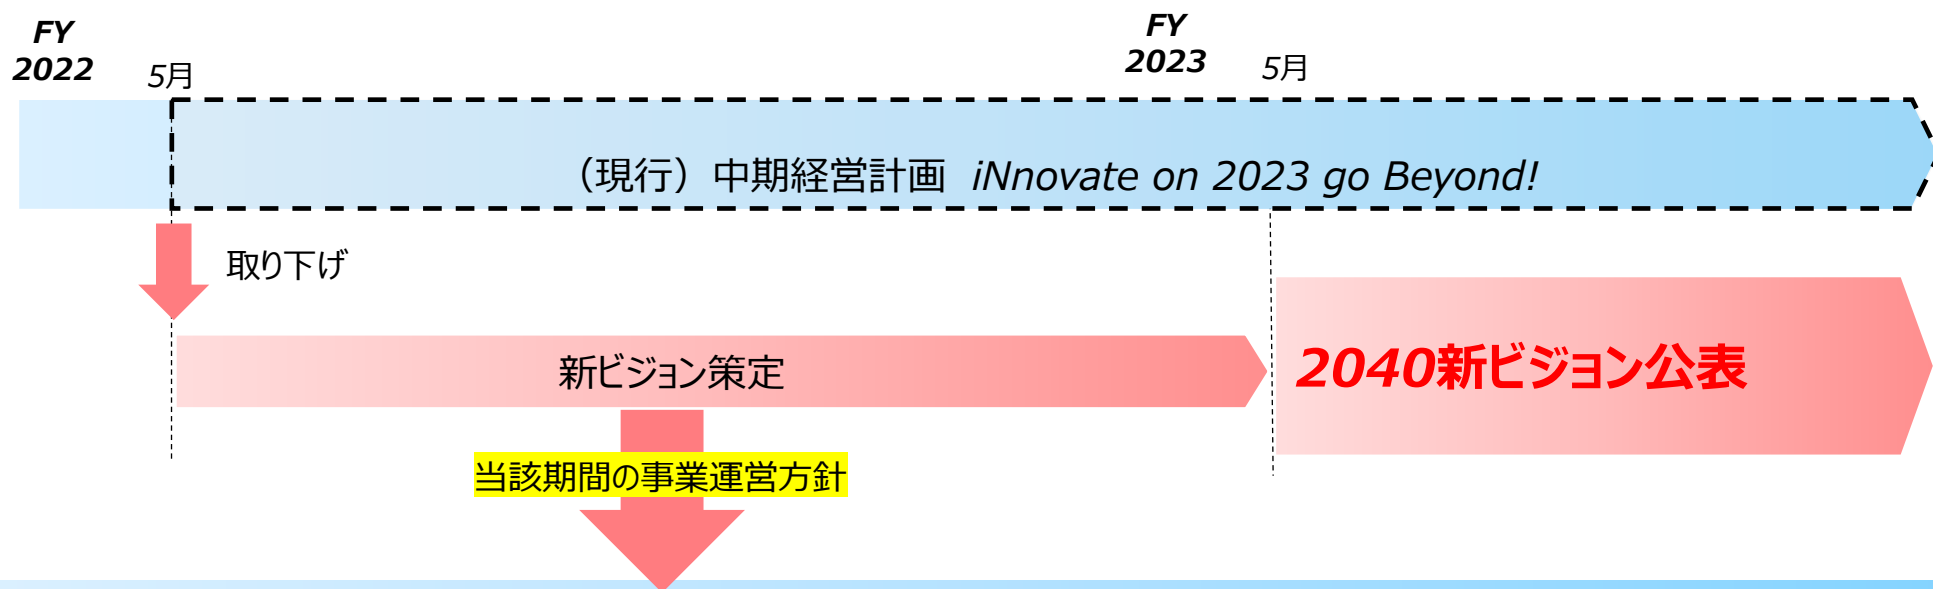 FY
2022
5月
FY
2023
5月
（現行）中期経営計画 iNnovate on 2023 go Beyond!
取り下げ
新ビジョン策定
2040新ビジョン公表
当該期間の事業運営方針